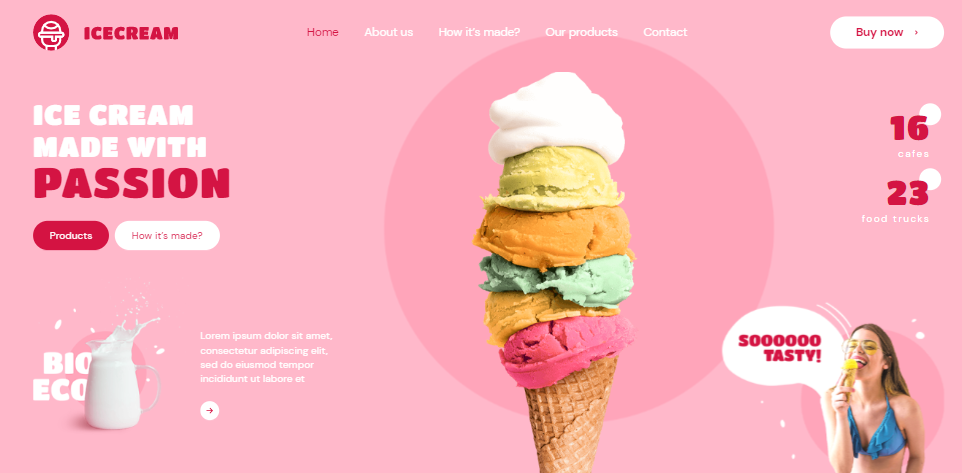 ICECREAM
Home
About us
How it's made?
Our products
Contact
Buy now
ICE CREAM
MADE WITH
PASSION
Products
How it's made?
16
cafes
23
food trucks
BIO
ECO
Lorem ipsum dolor sit amet,
consectetur adipiscing elit,
sed do eiusmod tempor
incididunt ut labore et
SOOOOOO
TASTY!